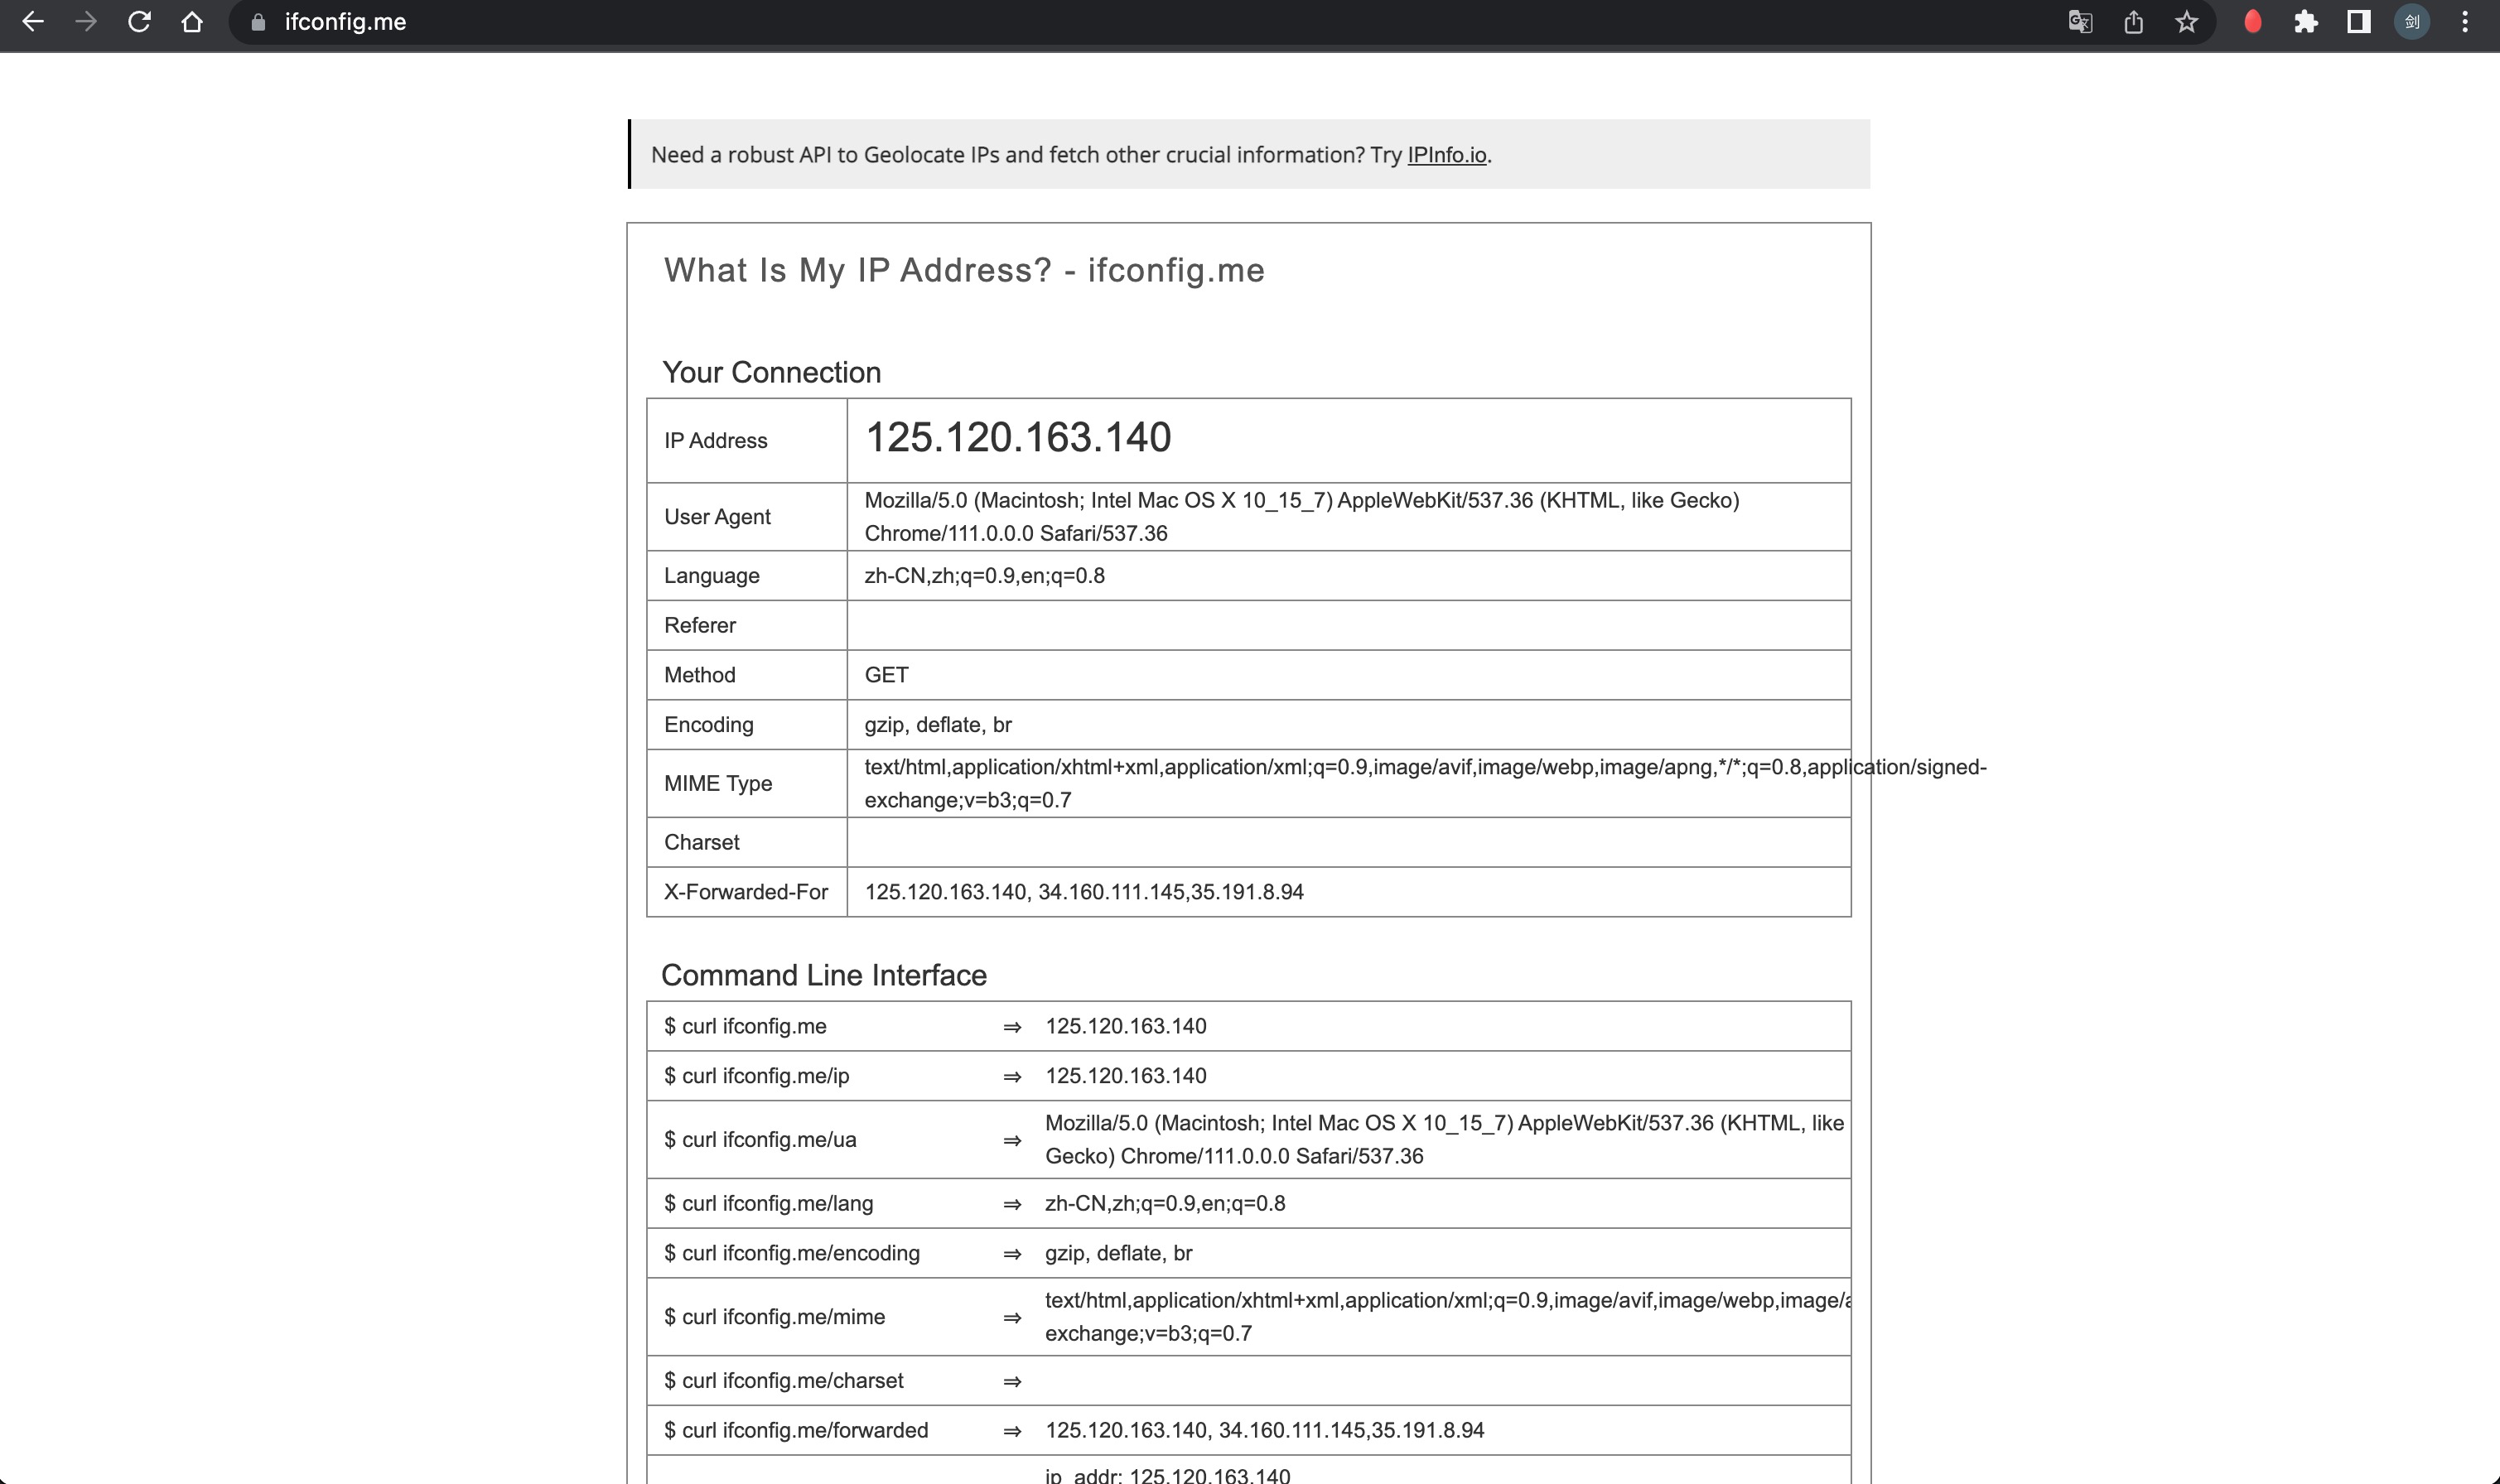 ifconfig.me
剑
Need a robust API to Geolocate IPs and fetch other crucial information? Try IPInfo.io.
What Is My IP Address? - ifconfig.me
Your Connection
IP Address 125.120.163.140
User Agent Mozilla/5.0 (Macintosh; Intel Mac OS X 10_15_7) AppleWebKit/537.36 (KHTML, like Gecko)
Chrome/111.0.0.0 Safari/537.36
Language zh-CN,zh;q=0.9,en;q=0.8
Referer
Method GET
Encoding gzip, deflate, br
MIME Type text/html,application/xhtml+xml,application/xml;q=0.9,image/avif,image/webp,image/apng,*/*;q=0.8,application/signed-
exchange;v=b3;q=0.7
Charset
X-Forwarded-For 125.120.163.140, 34.160.111.145,35.191.8.94
Command Line Interface
$ curl ifconfig.me ⇒ 125.120.163.140
$ curl ifconfig.me/ip ⇒ 125.120.163.140
$ curl ifconfig.me/ua ⇒ Mozilla/5.0 (Macintosh; Intel Mac OS X 10_15_7) AppleWebKit/537.36 (KHTML, like
Gecko) Chrome/111.0.0.0 Safari/537.36
$ curl ifconfig.me/lang ⇒ zh-CN,zh;q=0.9,en;q=0.8
$ curl ifconfig.me/encoding ⇒ gzip, deflate, br
$ curl ifconfig.me/mime ⇒ text/html,application/xhtml+xml,application/xml;q=0.9,image/avif,image/webp,image/a
exchange;v=b3;q=0.7
$ curl ifconfig.me/charset ⇒
$ curl ifconfig.me/forwarded ⇒ 125.120.163.140, 34.160.111.145,35.191.8.94
ip_addr: 125.120.163.140